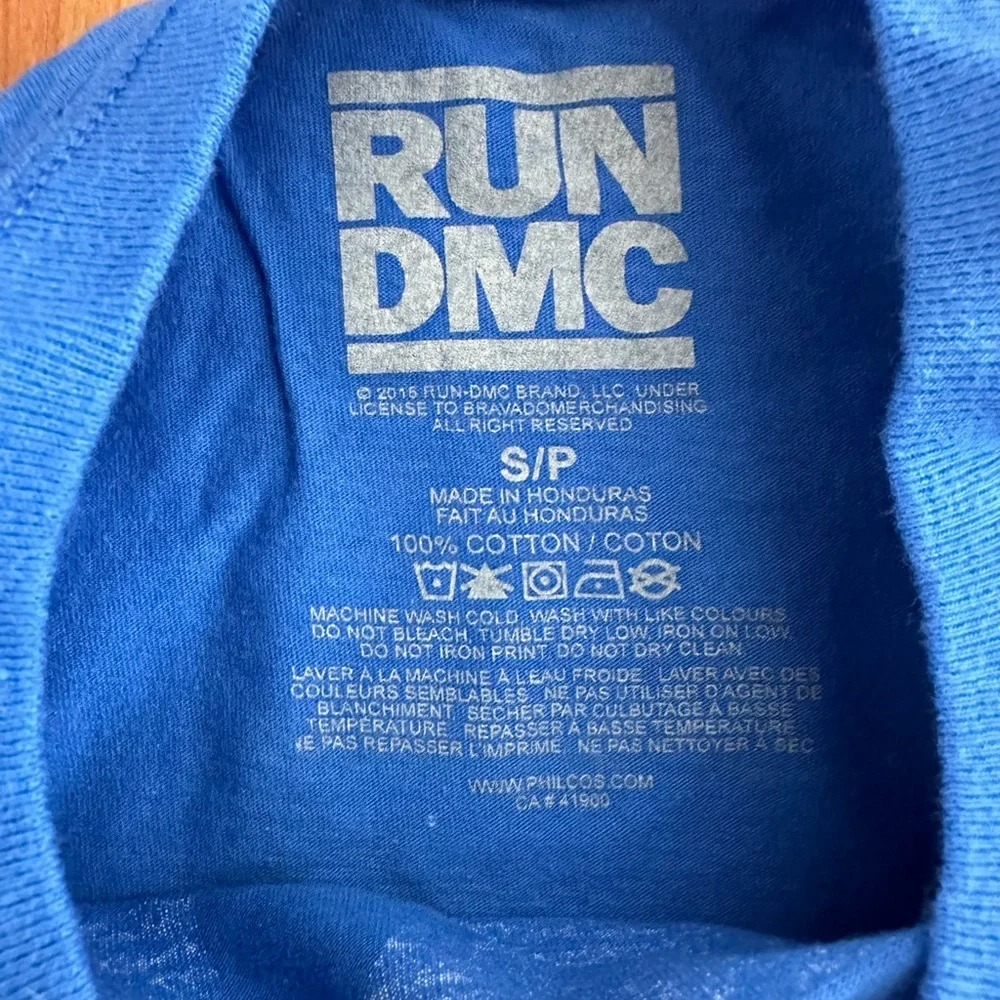 RUN
DMC
© 2015 RUN-DMC BRAND, LLC. UNDER
LICENSE TO BRAVADOMERCHANDISING
ALL RIGHT RESERVED
S/P
MADE IN HONDURAS
FAIT AU HONDURAS
100% COTTON / COTON
MACHINE WASH COLD. WASH WITH LIKE COLOURS.
DO NOT BLEACH. TUMBLE DRY LOW. IRON ON LOW.
DO NOT IRON PRINT. DO NOT DRY CLEAN.
LAVER À LA MACHINE À L'EAU FROIDE. LAVER AVEC DES
COULEURS SEMBLABLES. NE PAS UTILISER D'AGENT DE
BLANCHIMENT. SÉCHER PAR CULBUTAGE À BASSE
TEMPÉRATURE. REPASSER À BASSE TEMPÉRATURE.
NE PAS REPASSER L'IMPRIMÉ. NE PAS NETTOYER À SEC
WWW.PHILCOS.COM
CA # 41900